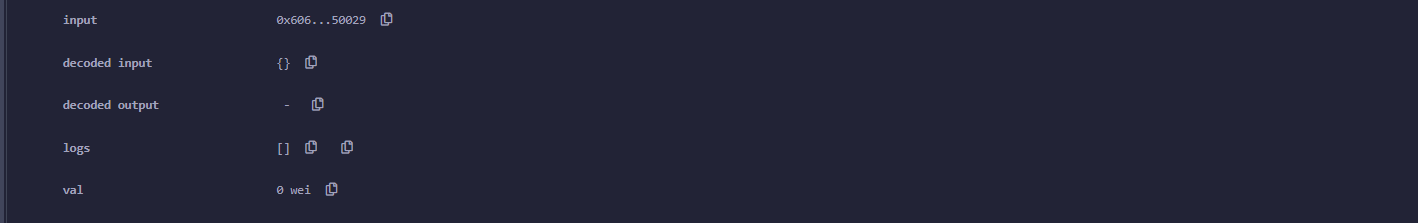 input 0x606...50029
decoded input {}
decoded output -
logs []
val 0 wei